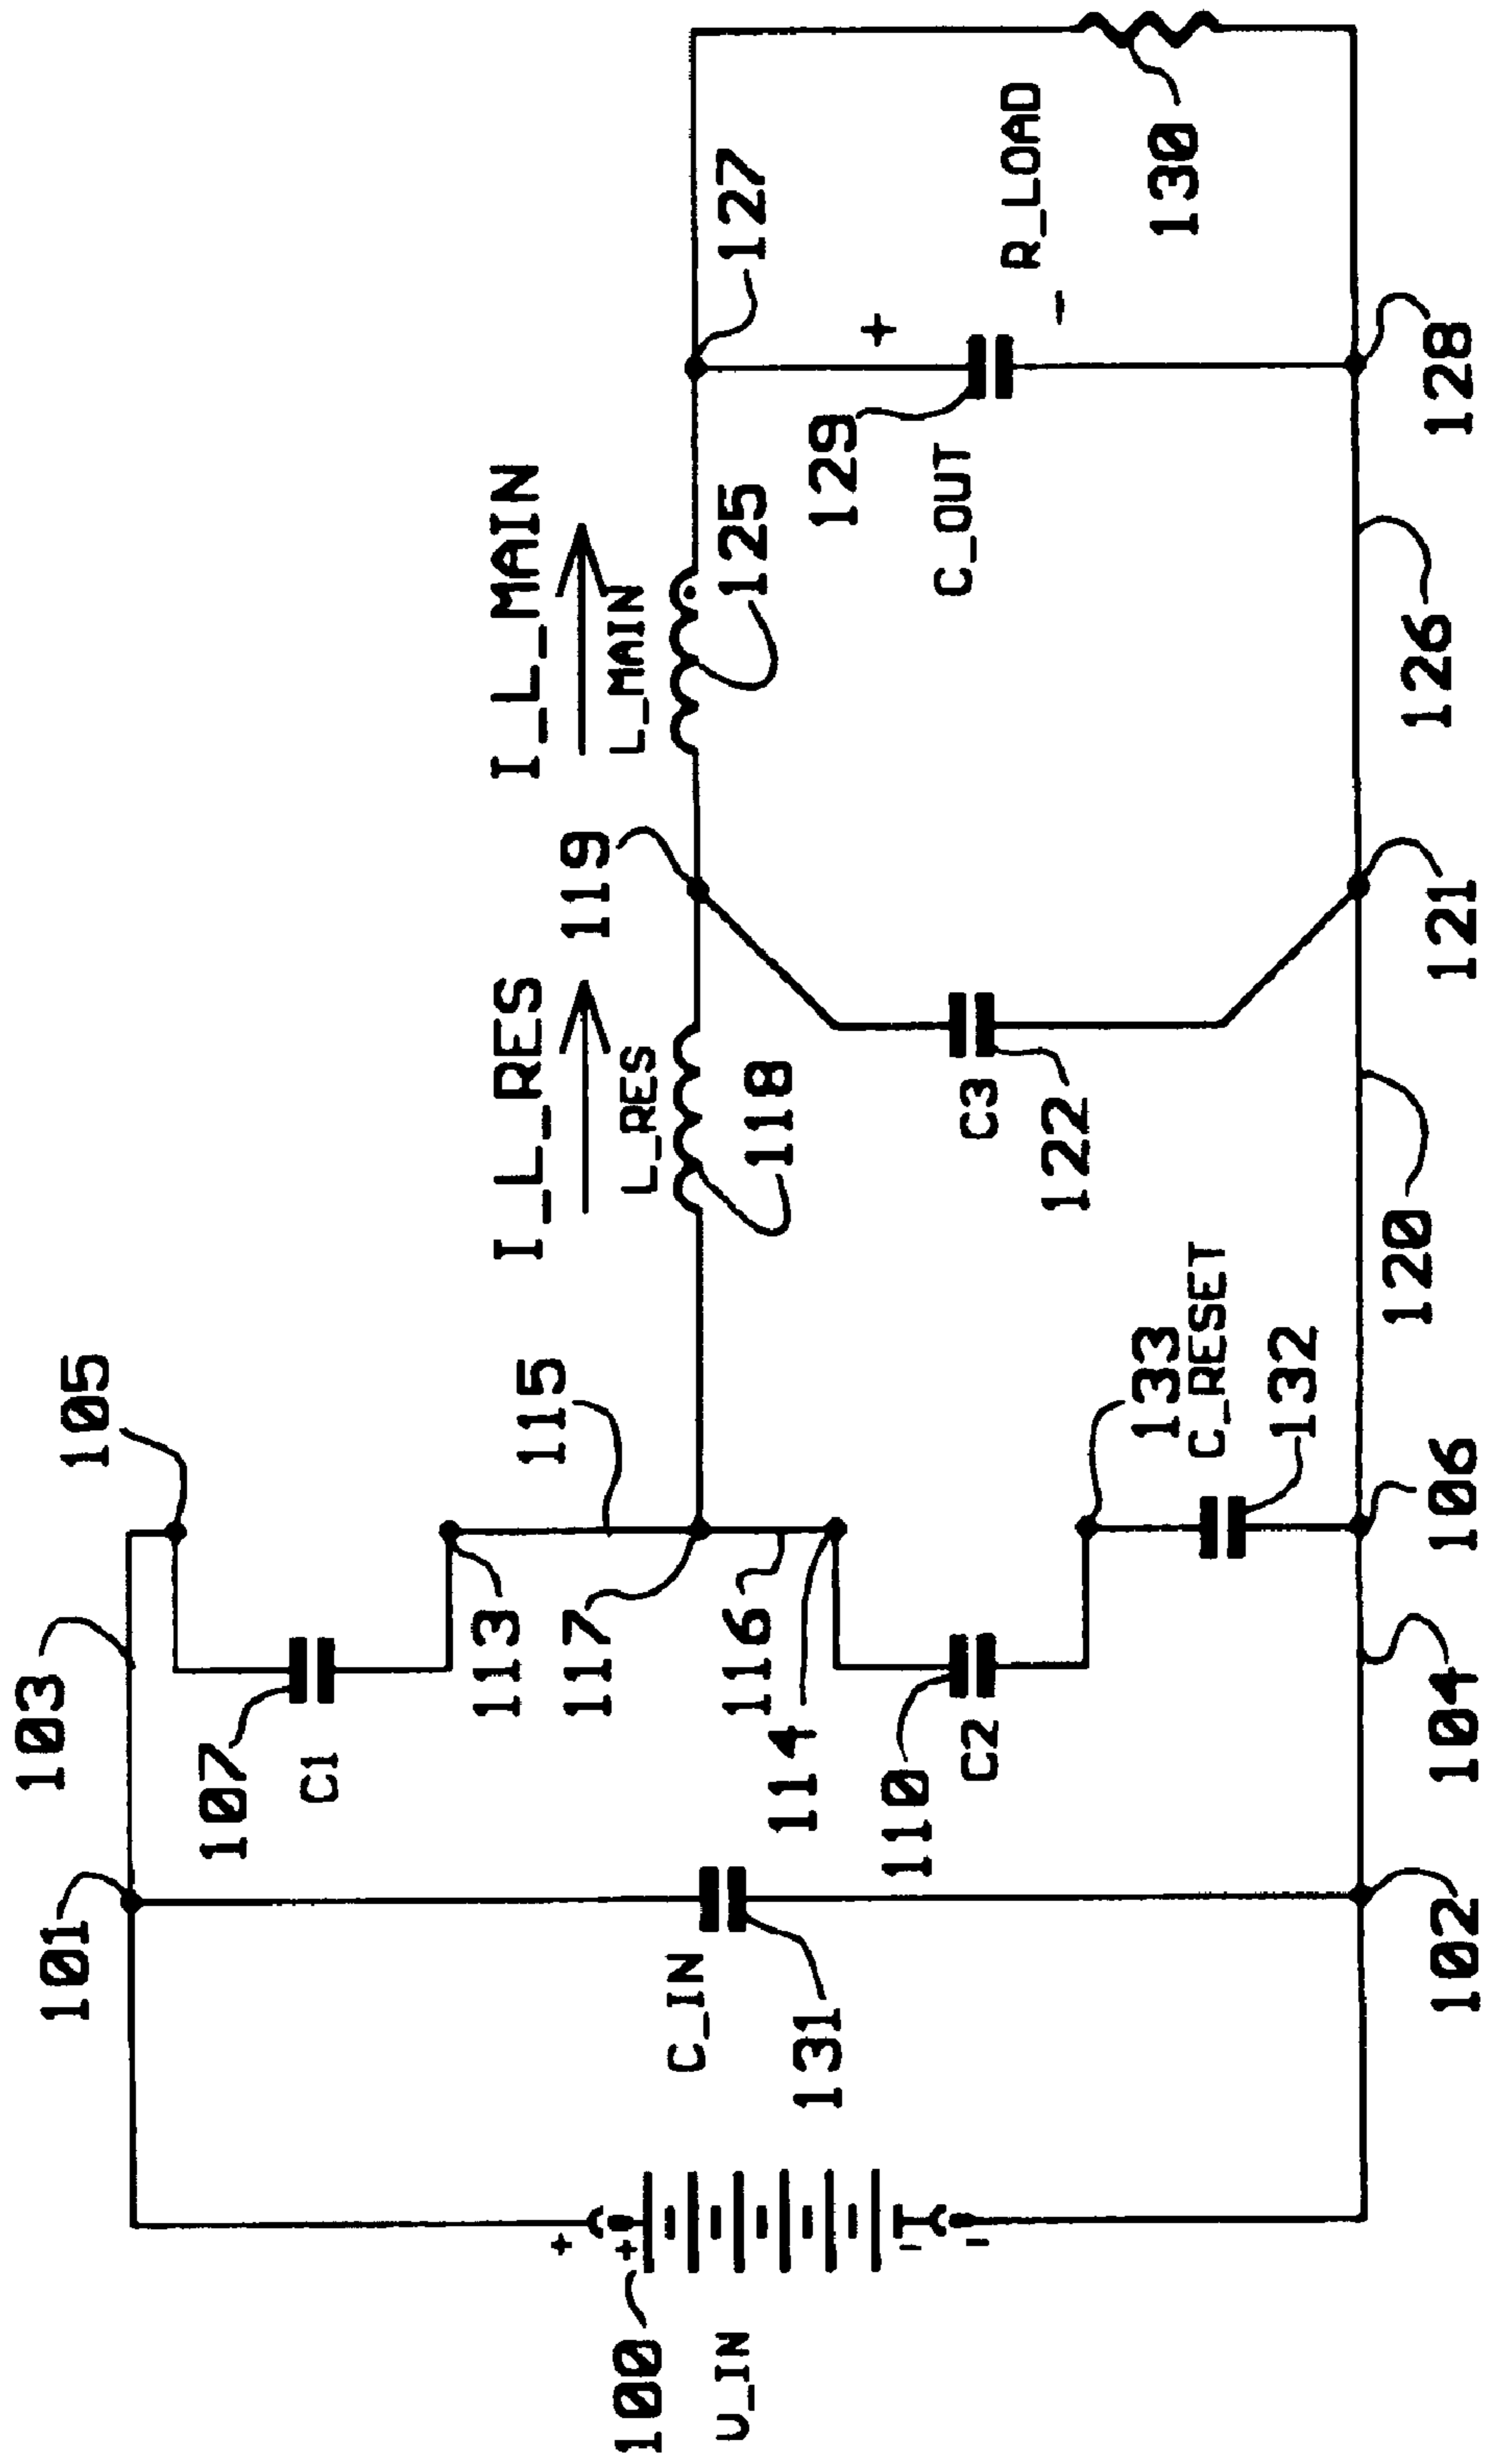 103
105
101
107
C1
113
115
117
116
114
110
C2
133
C_RESET
132
106
104
102
C_IN
131
+
+
-
-
100
V_IN
I_L_RES
L_RES
118
119
C3
122
120
121
I_L_MAIN
L_MAIN
125
127
129
C_OUT
+
-
R_LOAD
130
126
128